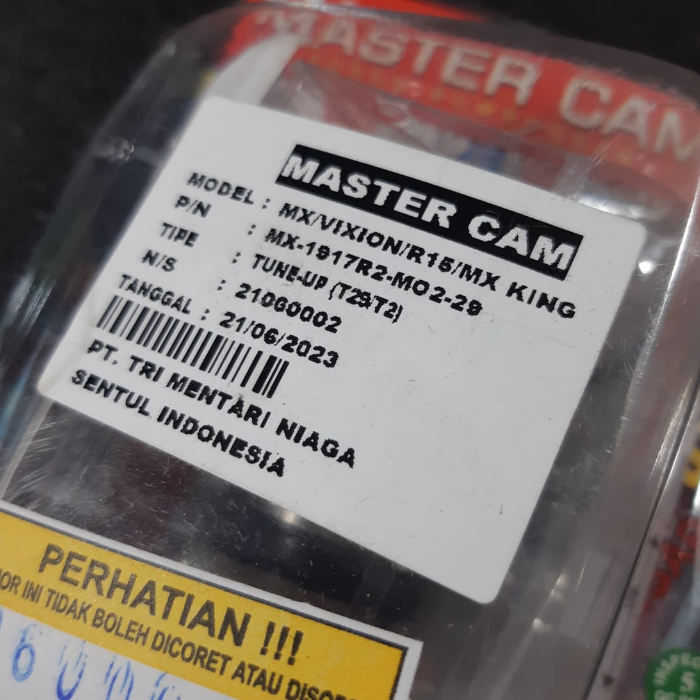 MASTER CAM
MASTER CAM
MODEL : MX/VIXION/R15/MX KING
P/N : MX-1917R2-MO2-29
TIPE : TUNE-UP (T29/T2)
N/S : 21060002
TANGGAL : 21/06/2023
PT. TRI MENTARI NIAGA
SENTUL INDONESIA
PERHATIAN !!!
INI TIDAK BOLEH DICORET ATAU